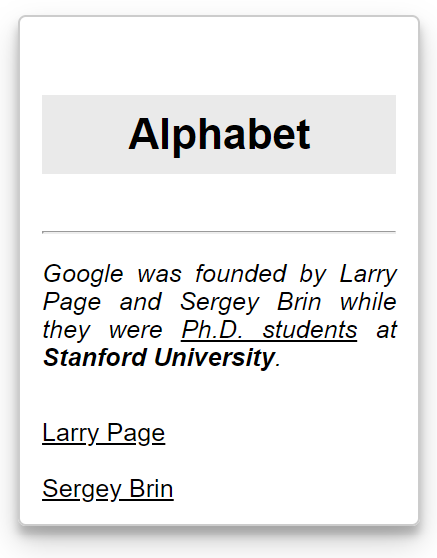 Alphabet
Google was founded by Larry
Page and Sergey Brin while
they were Ph.D. students at
Stanford University.
Larry Page
Sergey Brin